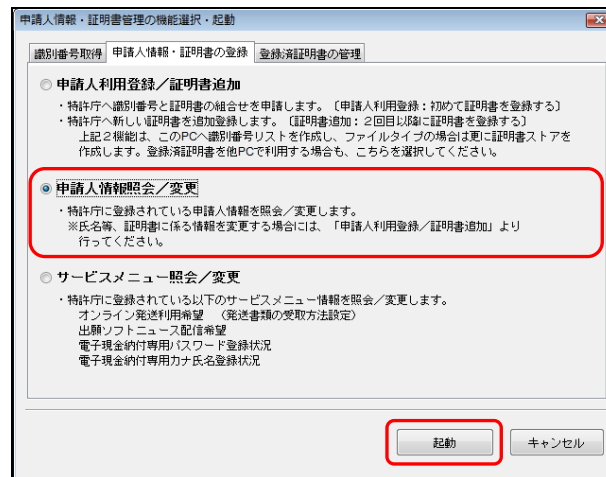 申請人情報・証明書管理の機能選択・起動
識別番号取得 申請人情報・証明書の登録 登録済証明書の管理
申請人利用登録／証明書追加
・特許庁へ識別番号と証明書の組合せを申請します。〔申請人利用登録：初めて証明書を登録する〕
・特許庁へ新しい証明書を追加登録します。〔証明書追加：２回目以降に証明書を登録する〕
上記２機能は、このPCへ識別番号リストを作成し、ファイルタイプの場合は更に証明書ストアを
作成します。登録済証明書を他PCで利用する場合も、こちらを選択してください。
申請人情報照会／変更
・特許庁に登録されている申請人情報を照会／変更します。
※氏名等、証明書に係る情報を変更する場合には、「申請人利用登録／証明書追加」より
行ってください。
サービスメニュー照会／変更
・特許庁に登録されている以下のサービスメニュー情報を照会／変更します。
オンライン発送利用希望　（発送書類の受取方法設定）
出願ソフトニュース配信希望
電子現金納付専用パスワード登録状況
電子現金納付専用カナ氏名登録状況
起動 キャンセル